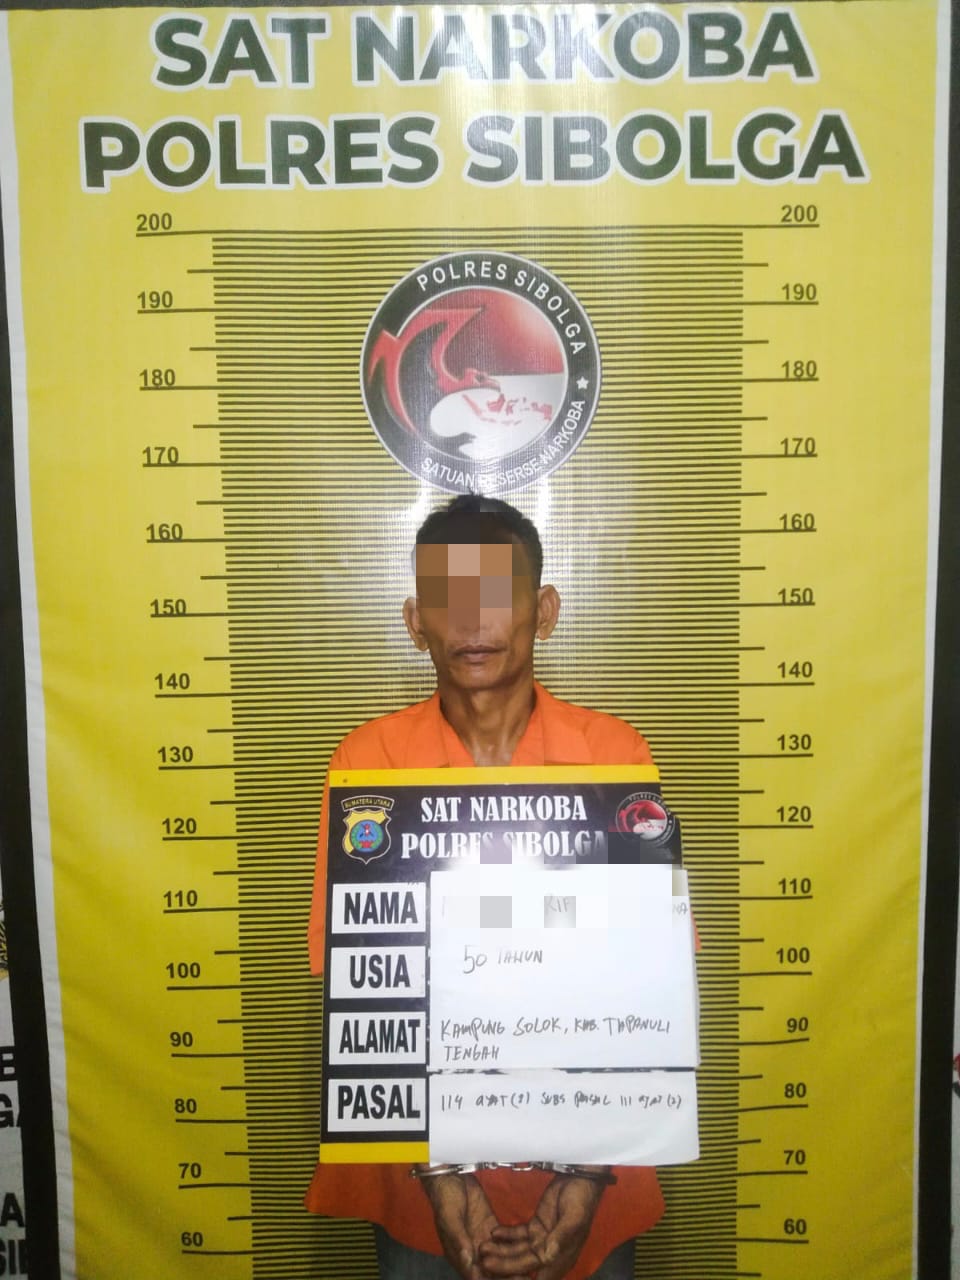 SAT NARKOBA
POLRES SIBOLGA
200 200
190 190
180 180
170 170
160 160
150 150
140 140
130 130
120 120
110 110
100 100
90 90
80 80
70 70
60 60
POLRES SIBOLGA
SATUAN RESERSE NARKOBA
SUMATERA UTARA
SAT NARKOBA
POLRES SIBOLGA
NAMA RIF
USIA 50 TAHUN
ALAMAT KAMPUNG SOLOK, KAB. TAPANULI
TENGAH
PASAL 114 AYAT (2) SUBS PASAL 111 AYAT (2)